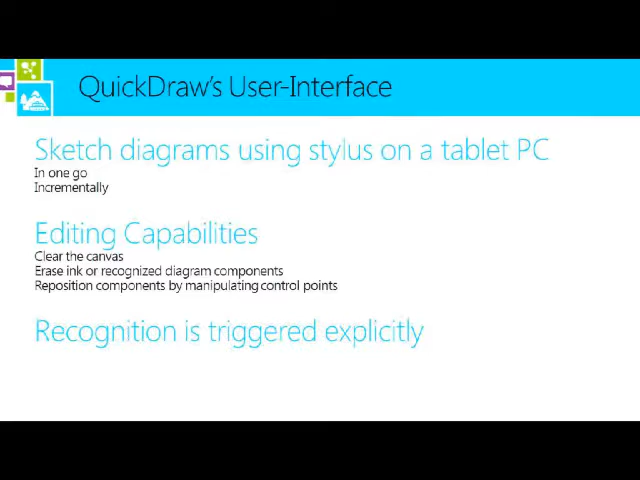 QuickDraw's User-Interface
Sketch diagrams using stylus on a tablet PC
In one go
Incrementally
Editing Capabilities
Clear the canvas
Erase ink or recognized diagram components
Reposition components by manipulating control points
Recognition is triggered explicitly